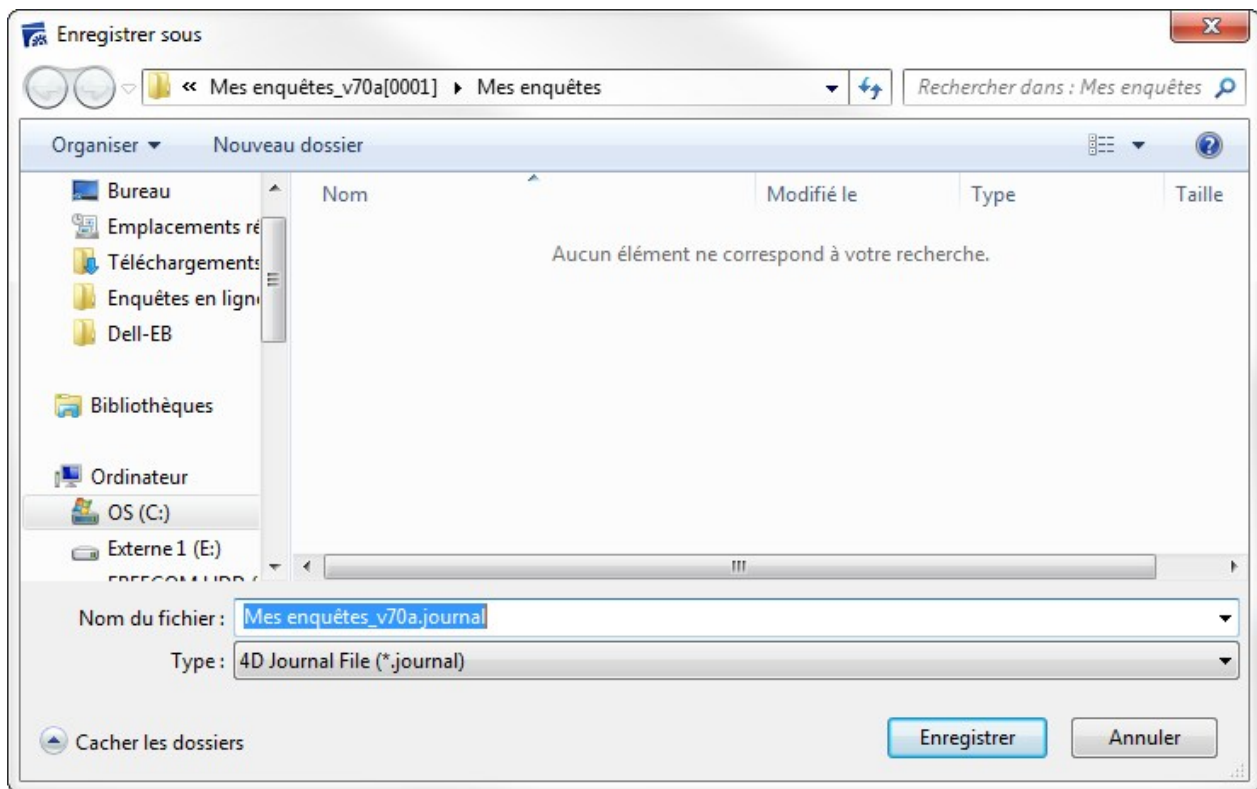 Enregistrer sous
« Mes enquêtes_v70a[0001] Mes enquêtes
Rechercher dans : Mes enquêtes
Organiser Nouveau dossier
Nom Modifié le Type Taille
Aucun élément ne correspond à votre recherche.
Bureau
Emplacements ré
Téléchargements
Enquêtes en ligne
Dell-EB
Bibliothèques
Ordinateur
OS (C:)
Externe 1 (E:)
Nom du fichier : Mes enquêtes_v70a.journal
Type : 4D Journal File (*.journal)
Cacher les dossiers
Enregistrer Annuler